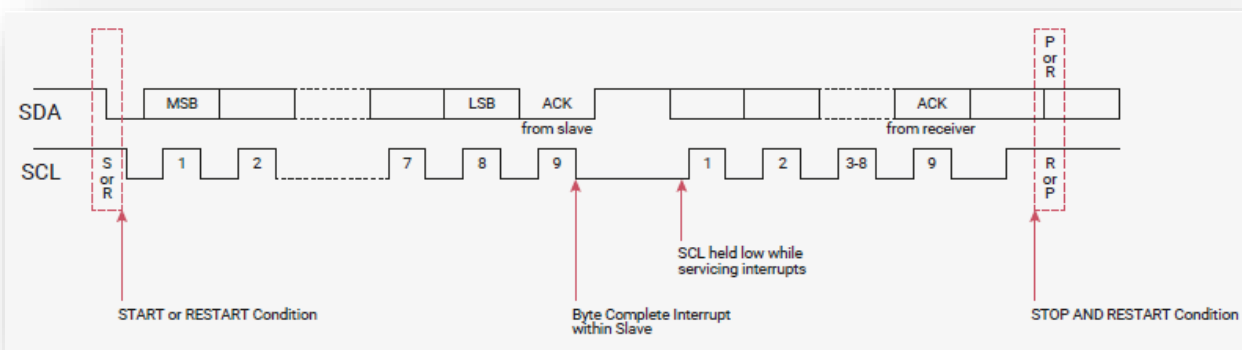 P
or
R
SDA
MSB
LSB
ACK
ACK
from slave
from receiver
SCL
S
or
R
1
2
7
8
9
1
2
3-8
9
R
or
P
SCL held low while
servicing interrupts
START or RESTART Condition
Byte Complete Interrupt
within Slave
STOP AND RESTART Condition